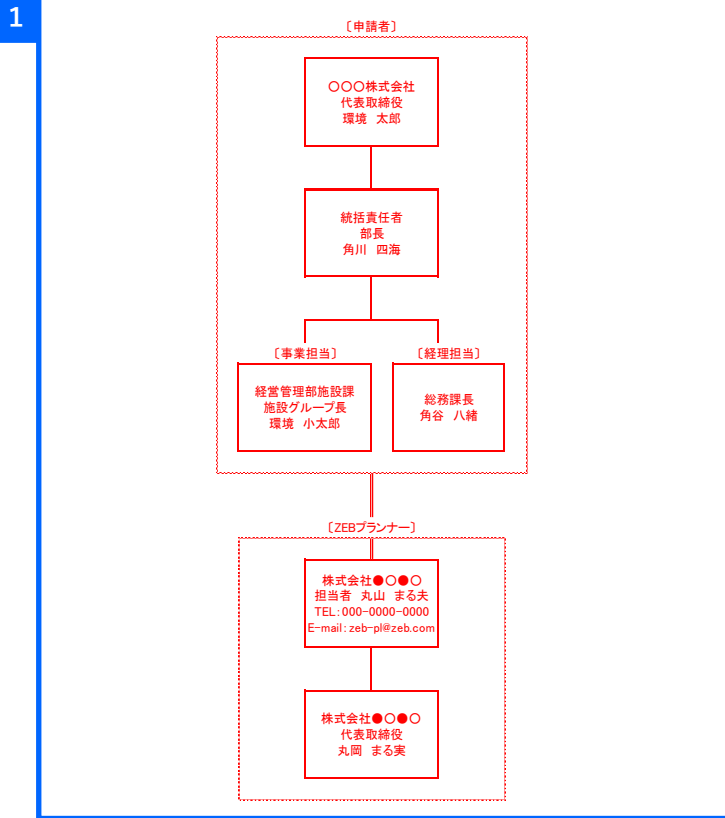 1
〔申請者〕
〇〇〇株式会社
代表取締役
環境 太郎
統括責任者
部長
角川 四海
〔事業担当〕
経営管理部施設課
施設グループ長
環境 小太郎
〔経理担当〕
総務課長
角谷 八緒
〔ZEBプランナー〕
株式会社●〇●〇
担当者 丸山 まる夫
TEL:000-0000-0000
E-mail:zeb-pl@zeb.com
株式会社●〇●〇
代表取締役
丸岡 まる実